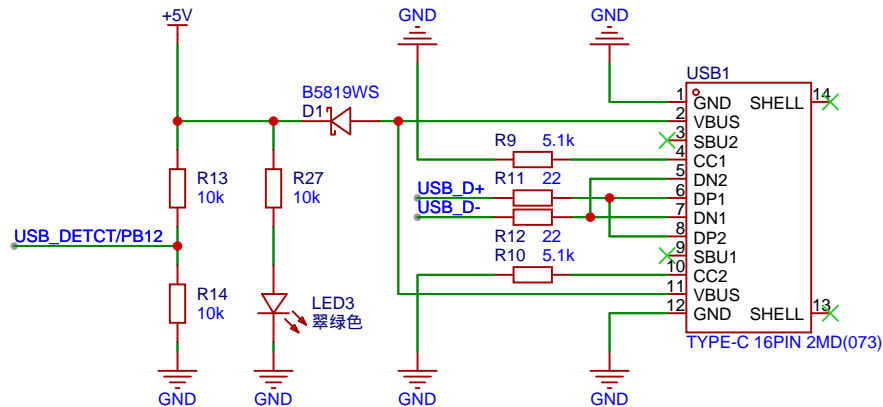 +5V
GND
GND
USB1
B5819WS
D1
1 GND SHELL 14
2 VBUS
3 SBU2
R9 5.1k
4 CC1
R13
10k
R27
10k
R11 22
5 DN2
USB_D+
6 DP1
USB_D-
7 DN1
R12 22
8 DP2
USB_DETCT/PB12
R10 5.1k
9 SBU1
10 CC2
R14
10k
LED3
翠绿色
11 VBUS
12 GND SHELL 13
TYPE-C 16PIN 2MD(073)
GND
GND
GND
GND